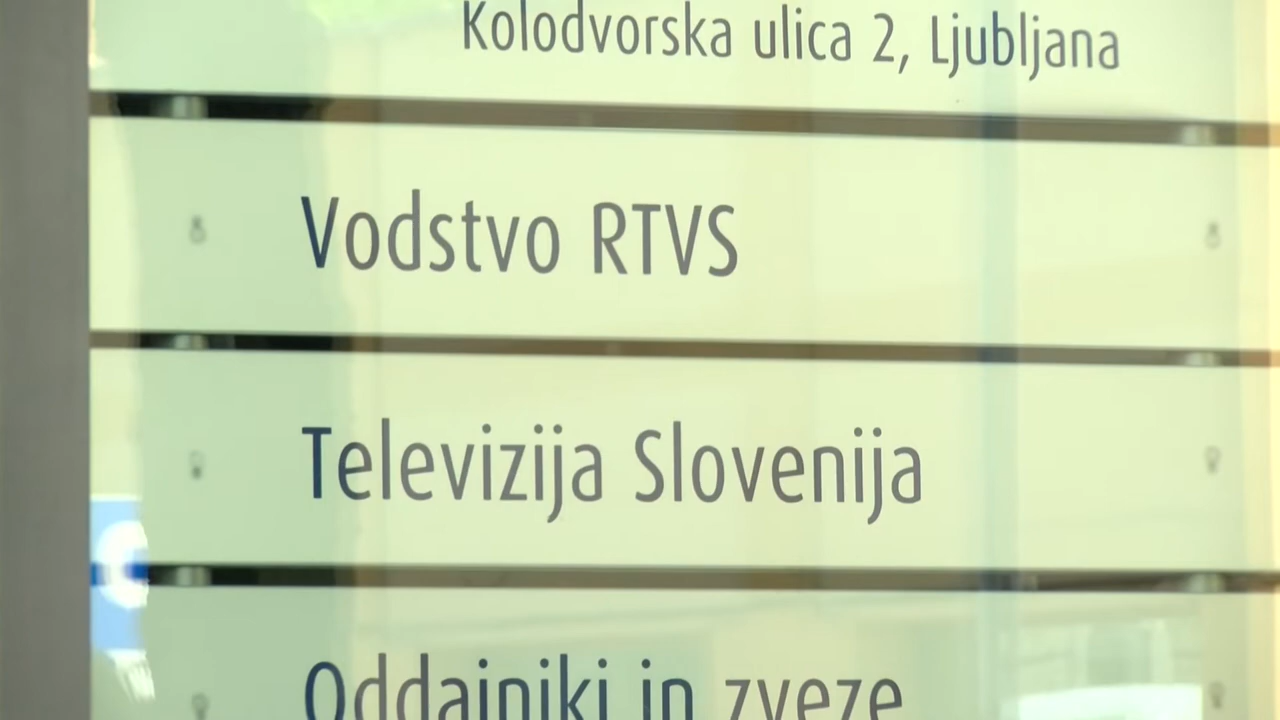 Kolodvorska ulica 2, Ljubljana
Vodstvo RTVS
Televizija Slovenija
Oddajniki in zveze